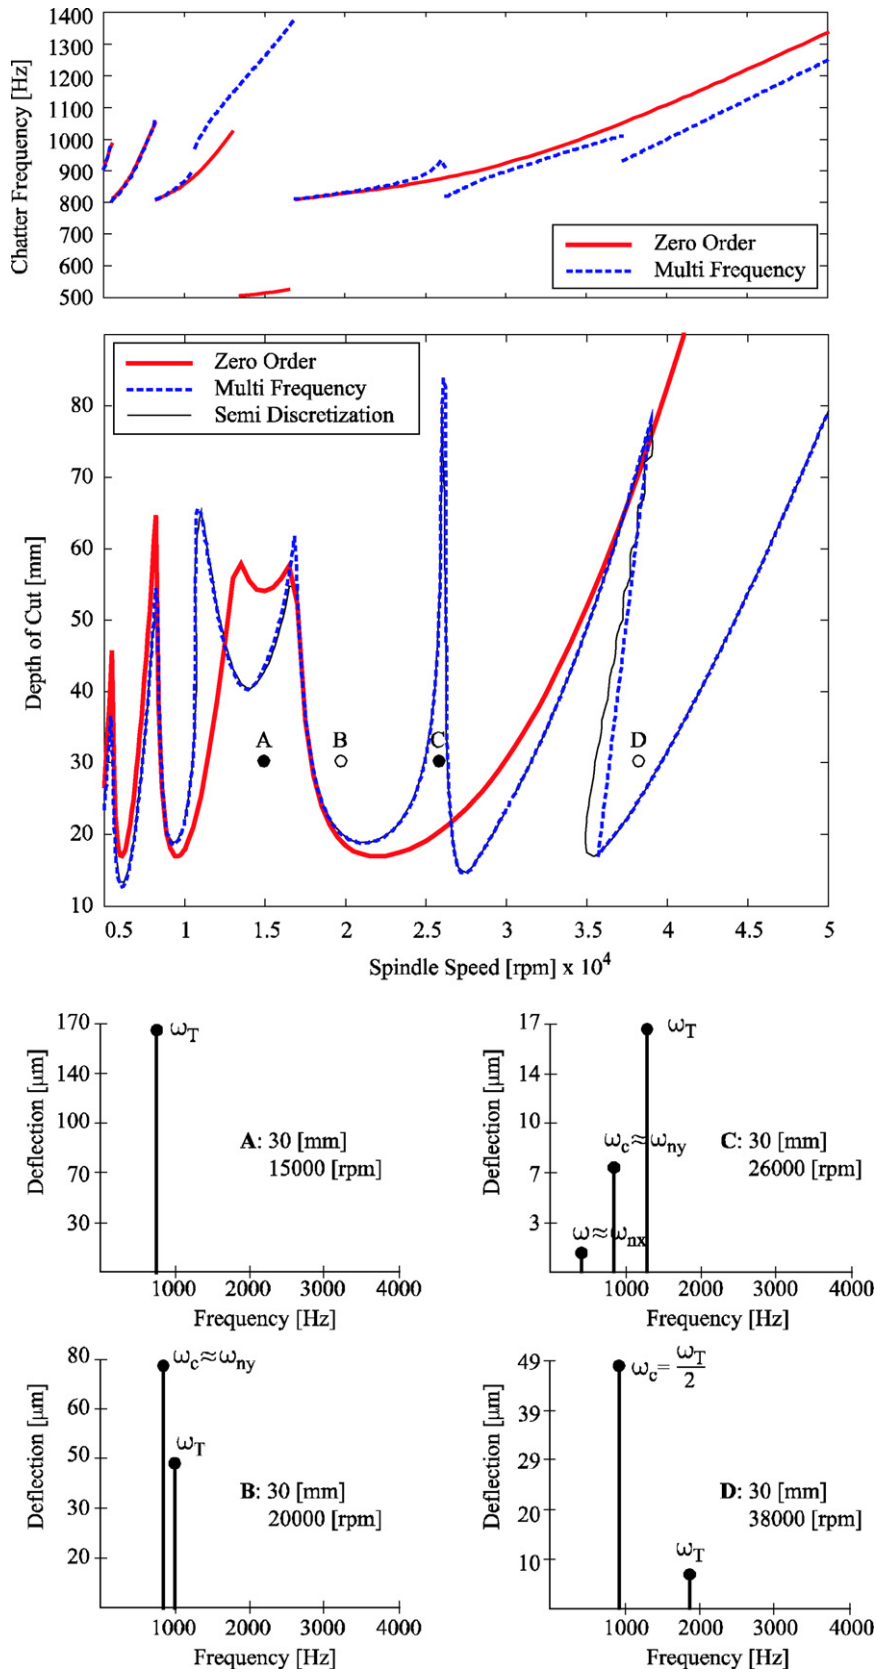 1400
1300
1200
1100
1000
900
800
700
600
500
Chatter Frequency [Hz]
Zero Order
Multi Frequency
Zero Order
Multi Frequency
Semi Discretization
80
70
60
50
40
30
20
10
Depth of Cut [mm]
A
B
C
D
0.5
1
1.5
2
2.5
3
3.5
4
4.5
5
Spindle Speed [rpm] x 10⁴
170
140
100
70
30
Deflection [μm]
ω_T
A: 30 [mm]
15000 [rpm]
1000 2000 3000 4000
Frequency [Hz]
17
14
10
7
3
Deflection [μm]
ω_T
ω_c≈ω_ny
ω≈ω_nx
C: 30 [mm]
26000 [rpm]
1000 2000 3000 4000
Frequency [Hz]
80
60
50
30
20
Deflection [μm]
ω_c≈ω_ny
ω_T
B: 30 [mm]
20000 [rpm]
1000 2000 3000 4000
Frequency [Hz]
49
39
29
20
10
Deflection [μm]
ω_c= ω_T
2
ω_T
D: 30 [mm]
38000 [rpm]
1000 2000 3000 4000
Frequency [Hz]